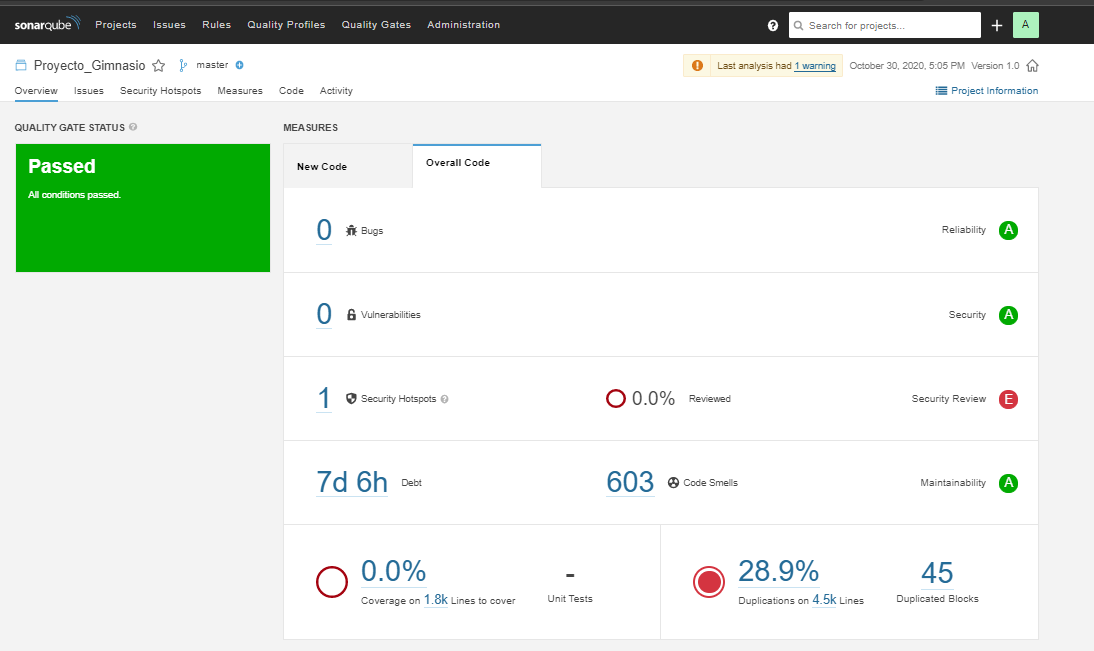 sonarqube Projects Issues Rules Quality Profiles Quality Gates Administration ? Search for projects... + A
Proyecto_Gimnasio master Last analysis had 1 warning October 30, 2020, 5:05 PM Version 1.0
Overview Issues Security Hotspots Measures Code Activity Project Information
QUALITY GATE STATUS ? MEASURES
Passed
All conditions passed.
New Code Overall Code
0 Bugs Reliability A
0 Vulnerabilities Security A
1 Security Hotspots ? 0.0% Reviewed Security Review E
7d 6h Debt 603 Code Smells Maintainability A
0.0% - 28.9% 45
Coverage on 1.8k Lines to cover Unit Tests Duplications on 4.5k Lines Duplicated Blocks